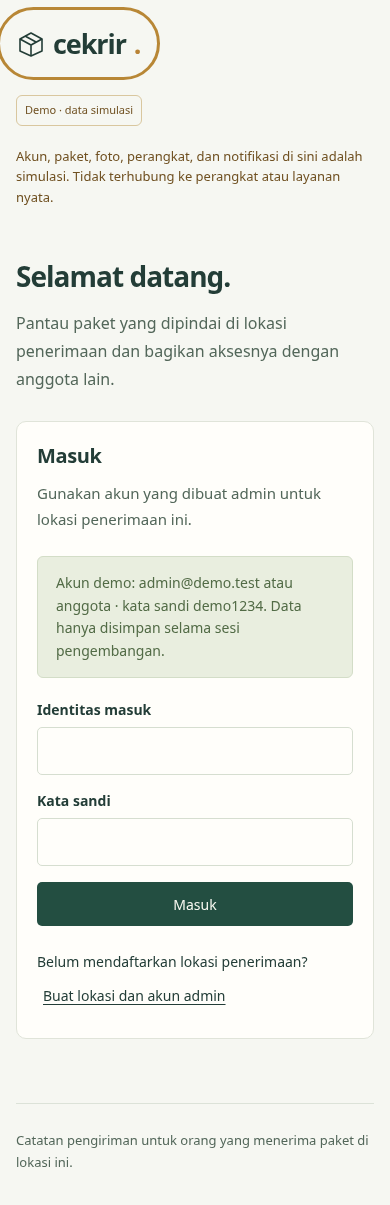 cekrir .
Demo · data simulasi
Akun, paket, foto, perangkat, dan notifikasi di sini adalah
simulasi. Tidak terhubung ke perangkat atau layanan
nyata.
Selamat datang.
Pantau paket yang dipindai di lokasi
penerimaan dan bagikan aksesnya dengan
anggota lain.
Masuk
Gunakan akun yang dibuat admin untuk
lokasi penerimaan ini.
Akun demo: admin@demo.test atau
anggota · kata sandi demo1234. Data
hanya disimpan selama sesi
pengembangan.
Identitas masuk
Kata sandi
Masuk
Belum mendaftarkan lokasi penerimaan?
Buat lokasi dan akun admin
Catatan pengiriman untuk orang yang menerima paket di
lokasi ini.